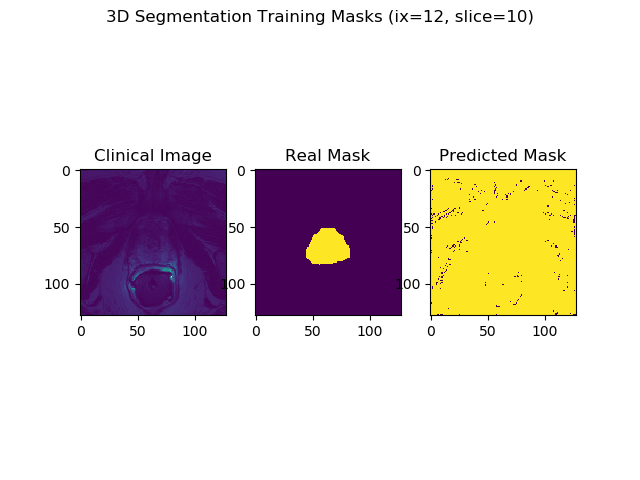 3D Segmentation Training Masks (ix=12, slice=10)
Clinical Image Real Mask Predicted Mask
0 0 0
50 50 50
100 100 100
0 100 0 50 100 0 50 100